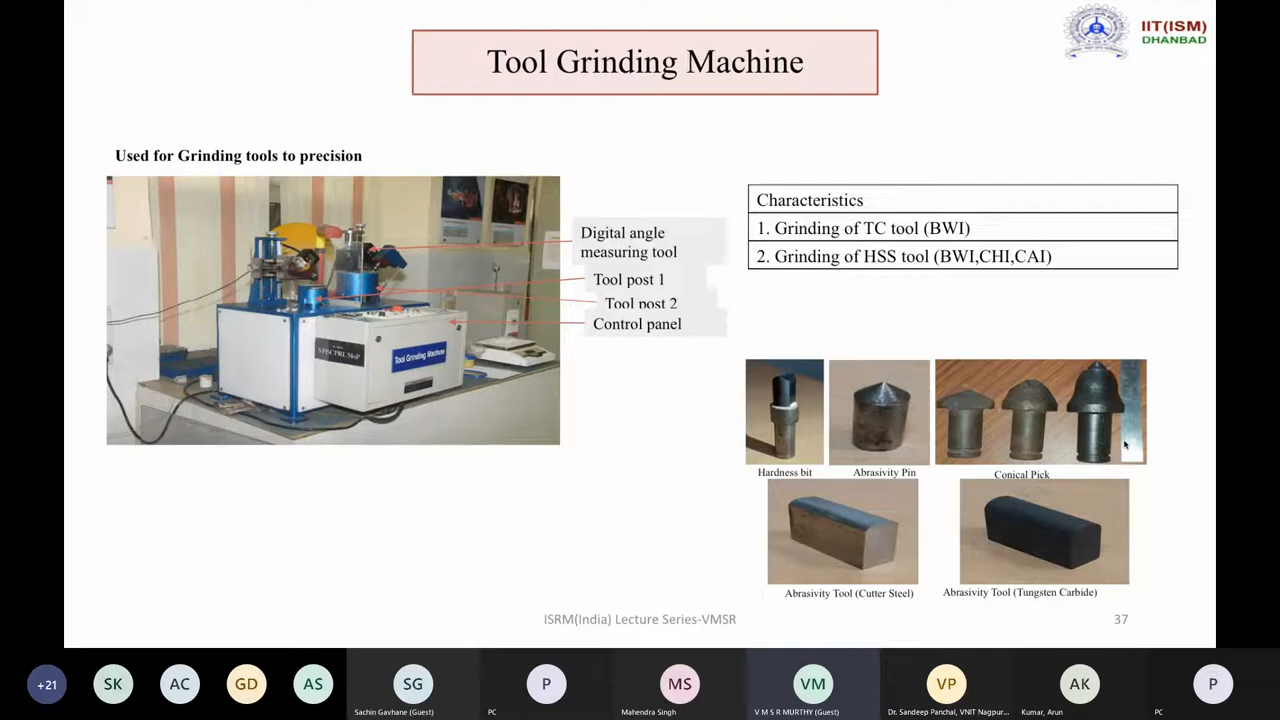 IIT(ISM)
DHANBAD
Tool Grinding Machine
Used for Grinding tools to precision
Digital angle
measuring tool
Tool post 1
Tool post 2
Control panel
Tool Grinding Machine
Characteristics
1. Grinding of TC tool (BWI)
2. Grinding of HSS tool (BWI,CHI,CAI)
Hardness bit
Abrasivity Pin
Conical Pick
Abrasivity Tool (Cutter Steel)
Abrasivity Tool (Tungsten Carbide)
ISRM(India) Lecture Series-VMSR
37
+21
SK
AC
GD
AS
SG
P
MS
VM
VP
AK
P
Sachin Gavhane (Guest)
PC
Mahendra Singh
V M S R MURTHY (Guest)
Dr. Sandeep Panchal, VNIT Nagpur...
Kumar, Arun
PC